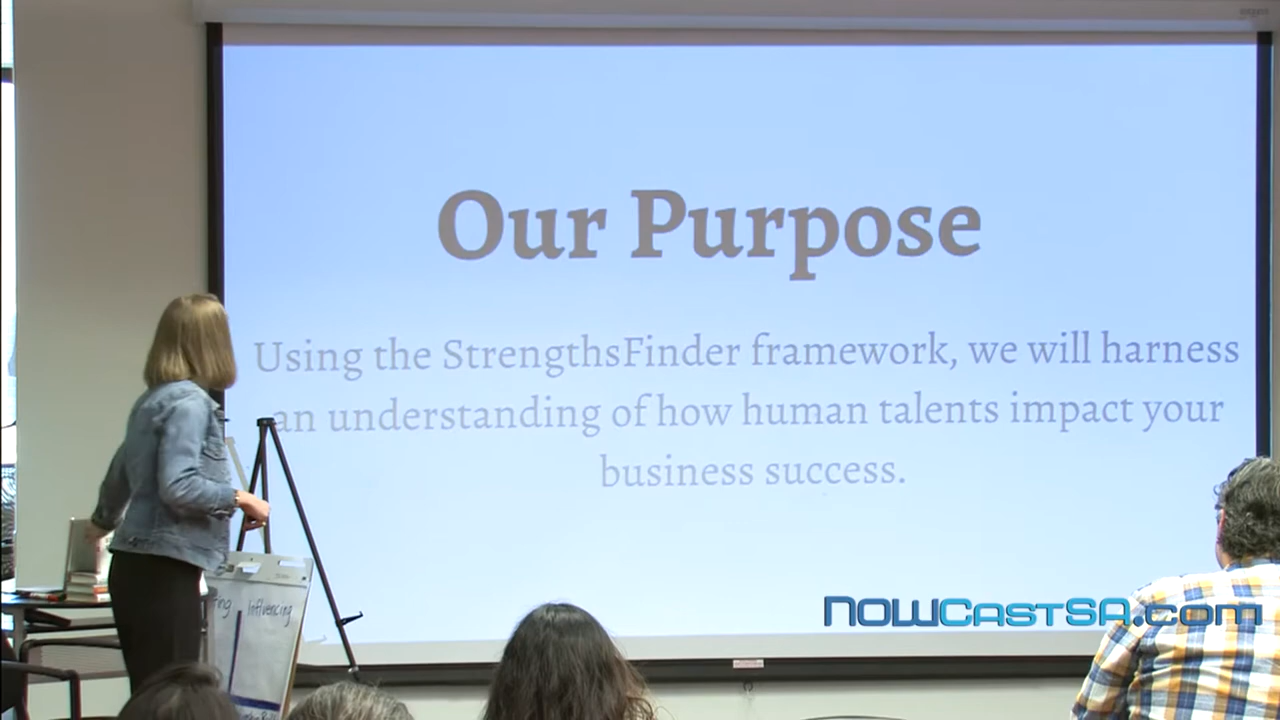 Our Purpose
Using the StrengthsFinder framework, we will harness
an understanding of how human talents impact your
business success.
Influencing
NOWCASTSA.com